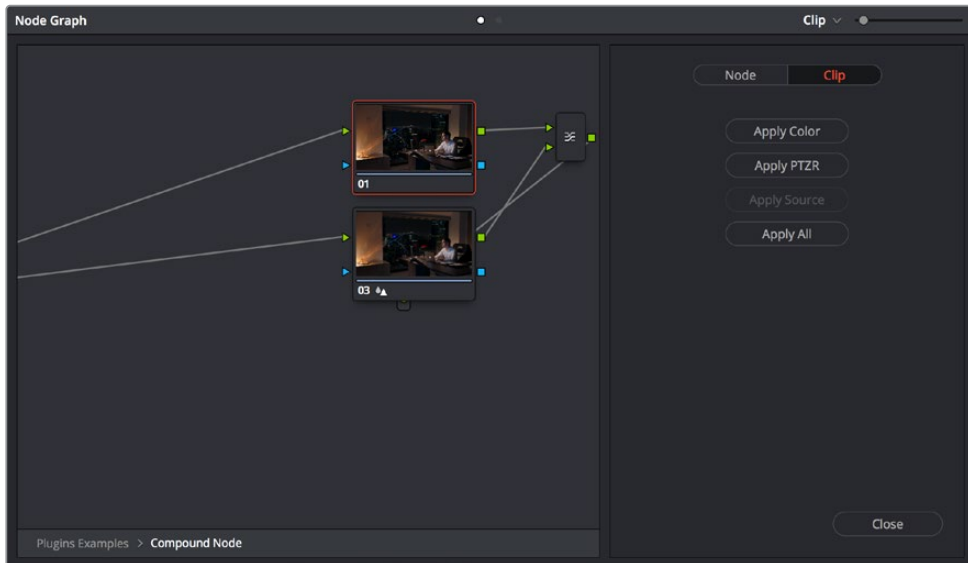 Node Graph
Clip
Node
Clip
Apply Color
Apply PTZR
Apply Source
Apply All
01
03
Close
Plugins Examples > Compound Node